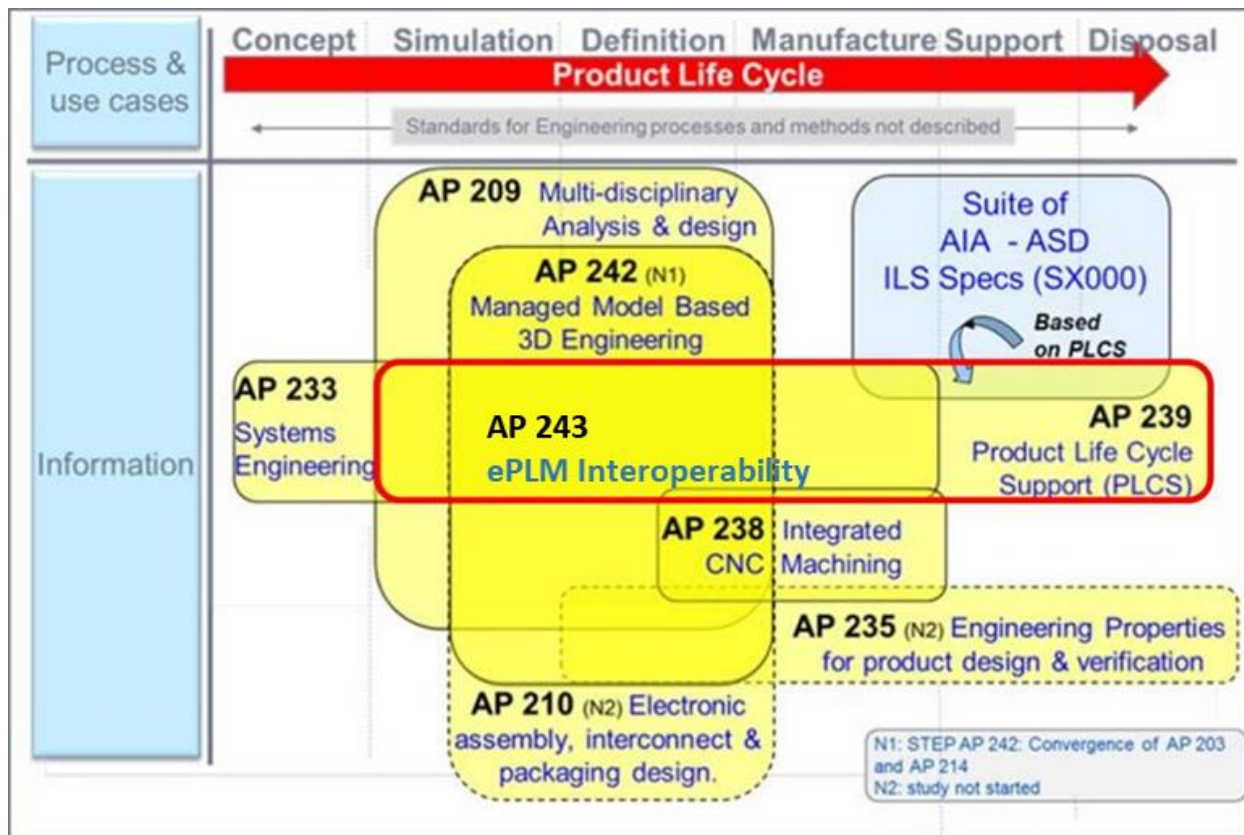 Process &
use cases
Concept Simulation Definition Manufacture Support Disposal
Product Life Cycle
Standards for Engineering processes and methods not described
Information
AP 209 Multi-disciplinary
Analysis & design
AP 242 (N1)
Managed Model Based
3D Engineering
Suite of
AIA - ASD
ILS Specs (SX000)
Based
on PLCS
AP 233
Systems
Engineering
AP 243
ePLM Interoperability
AP 239
Product Life Cycle
Support (PLCS)
AP 238 Integrated
CNC Machining
AP 235 (N2) Engineering Properties
for product design & verification
AP 210 (N2) Electronic
assembly, interconnect &
packaging design.
N1: STEP AP 242: Convergence of AP 203
and AP 214
N2: study not started